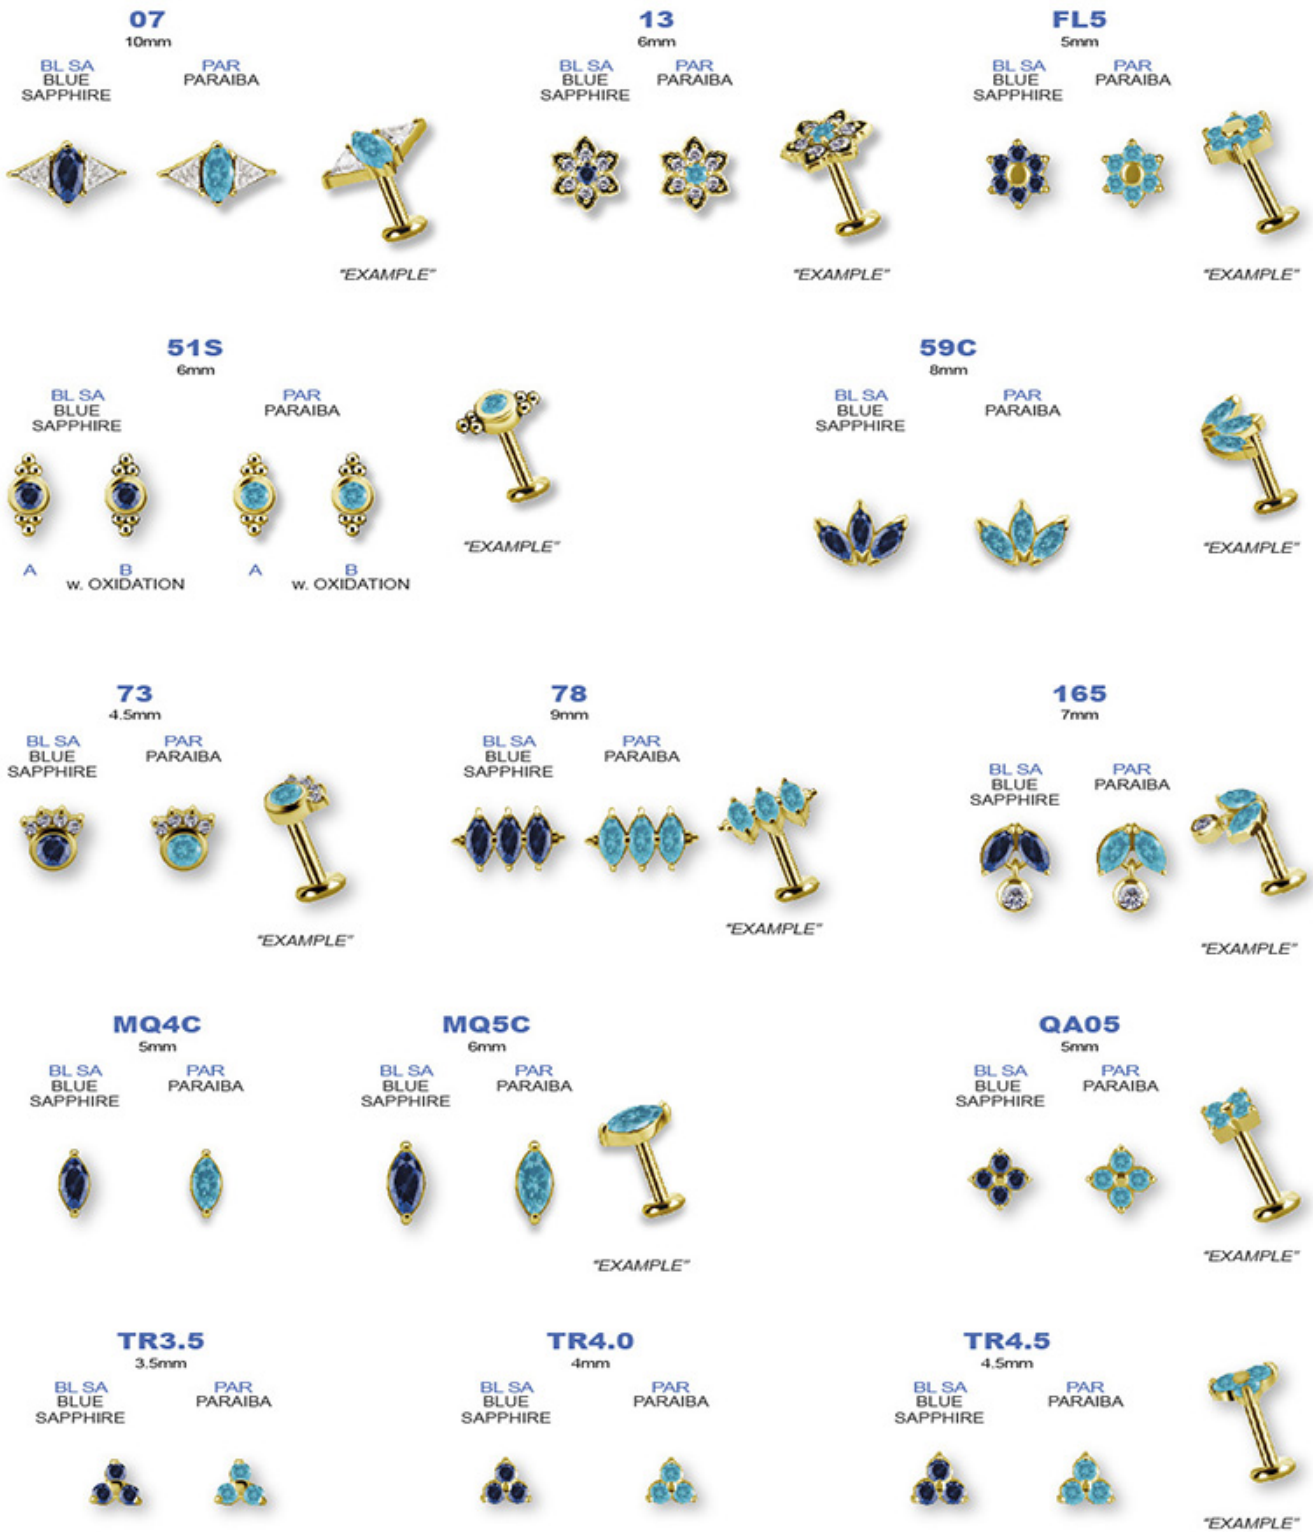 07
10mm
BL SA
BLUE
SAPPHIRE
PAR
PARAIBA
"EXAMPLE"
13
6mm
BL SA
BLUE
SAPPHIRE
PAR
PARAIBA
"EXAMPLE"
FL5
5mm
BL SA
BLUE
SAPPHIRE
PAR
PARAIBA
"EXAMPLE"
51S
6mm
BL SA
BLUE
SAPPHIRE
PAR
PARAIBA
A
B
w. OXIDATION
A
B
w. OXIDATION
"EXAMPLE"
59C
8mm
BL SA
BLUE
SAPPHIRE
PAR
PARAIBA
"EXAMPLE"
73
4.5mm
BL SA
BLUE
SAPPHIRE
PAR
PARAIBA
"EXAMPLE"
78
9mm
BL SA
BLUE
SAPPHIRE
PAR
PARAIBA
"EXAMPLE"
165
7mm
BL SA
BLUE
SAPPHIRE
PAR
PARAIBA
"EXAMPLE"
MQ4C
5mm
BL SA
BLUE
SAPPHIRE
PAR
PARAIBA
MQ5C
6mm
BL SA
BLUE
SAPPHIRE
PAR
PARAIBA
"EXAMPLE"
QA05
5mm
BL SA
BLUE
SAPPHIRE
PAR
PARAIBA
"EXAMPLE"
TR3.5
3.5mm
BL SA
BLUE
SAPPHIRE
PAR
PARAIBA
TR4.0
4mm
BL SA
BLUE
SAPPHIRE
PAR
PARAIBA
TR4.5
4.5mm
BL SA
BLUE
SAPPHIRE
PAR
PARAIBA
"EXAMPLE"